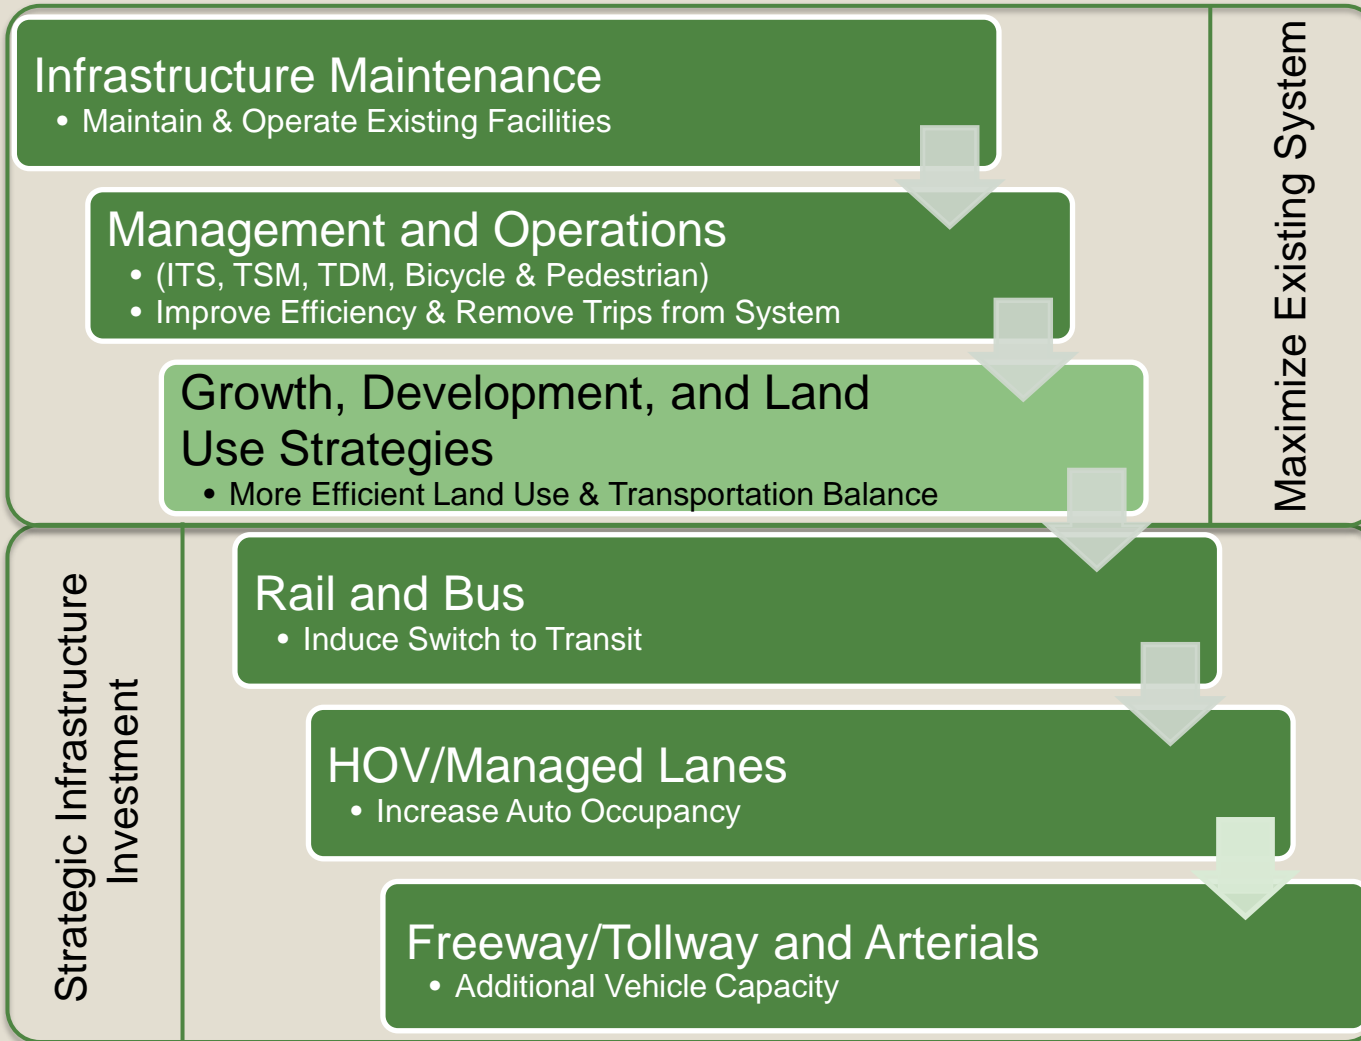 Infrastructure Maintenance
• Maintain & Operate Existing Facilities
Management and Operations
• (ITS, TSM, TDM, Bicycle & Pedestrian)
• Improve Efficiency & Remove Trips from System
Growth, Development, and Land
Use Strategies
• More Efficient Land Use & Transportation Balance
Maximize Existing System
Strategic Infrastructure
Investment
Rail and Bus
• Induce Switch to Transit
HOV/Managed Lanes
• Increase Auto Occupancy
Freeway/Tollway and Arterials
• Additional Vehicle Capacity